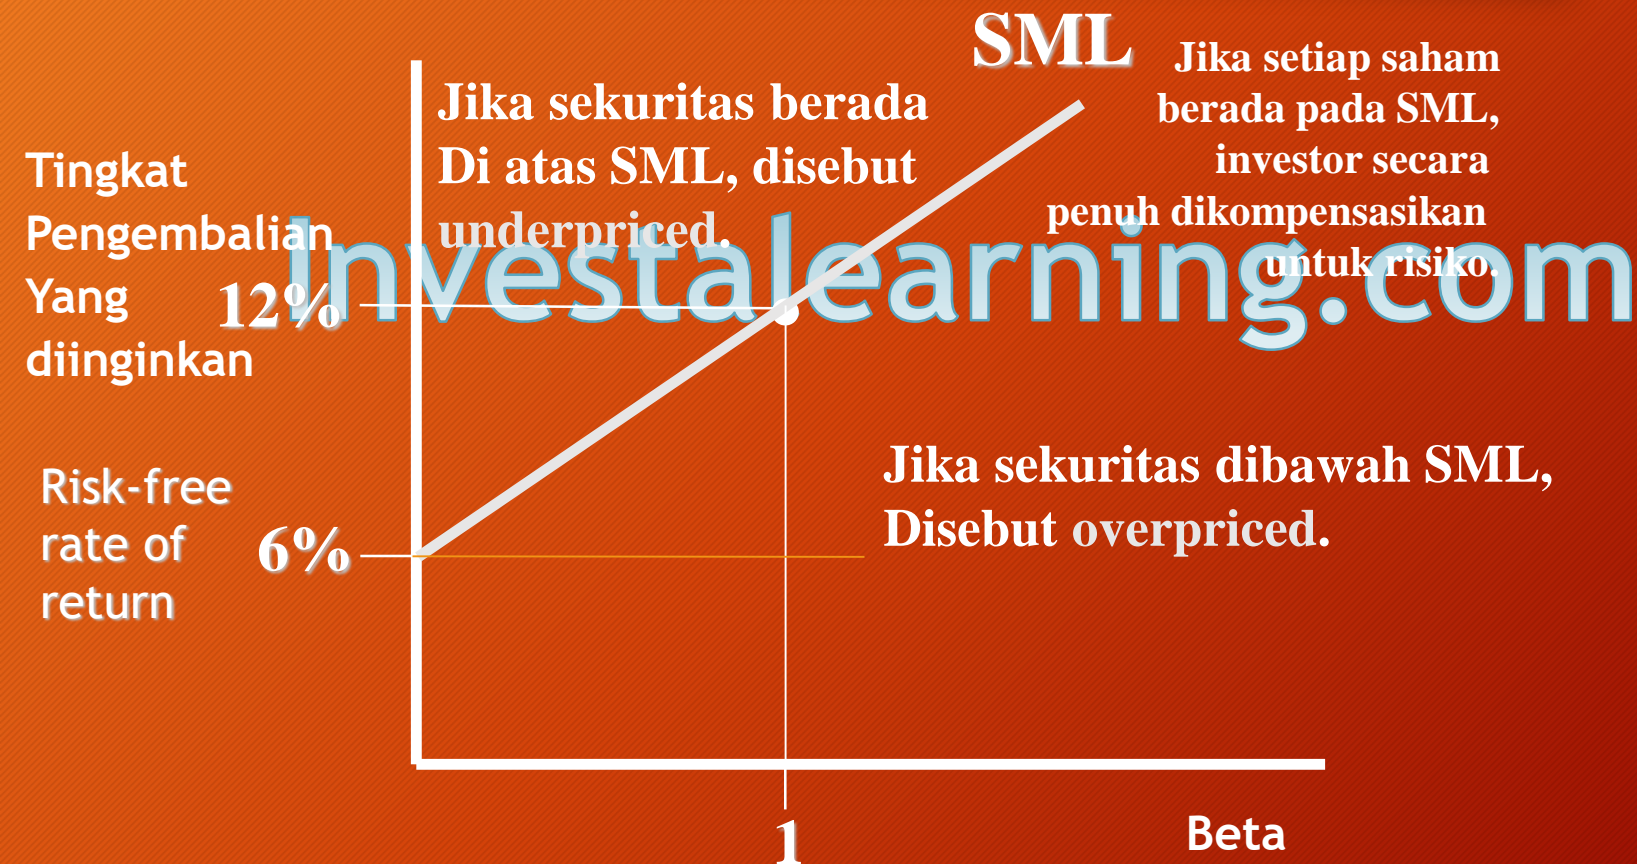 SML
Jika setiap saham
berada pada SML,
investor secara
penuh dikompensasikan
untuk risiko.
Jika sekuritas berada
Di atas SML, disebut
underpriced.
Tingkat
Pengembalian
Yang
diinginkan
12%
Investalearning.com
Risk-free
rate of
return
6%
Jika sekuritas dibawah SML,
Disebut overpriced.
1
Beta